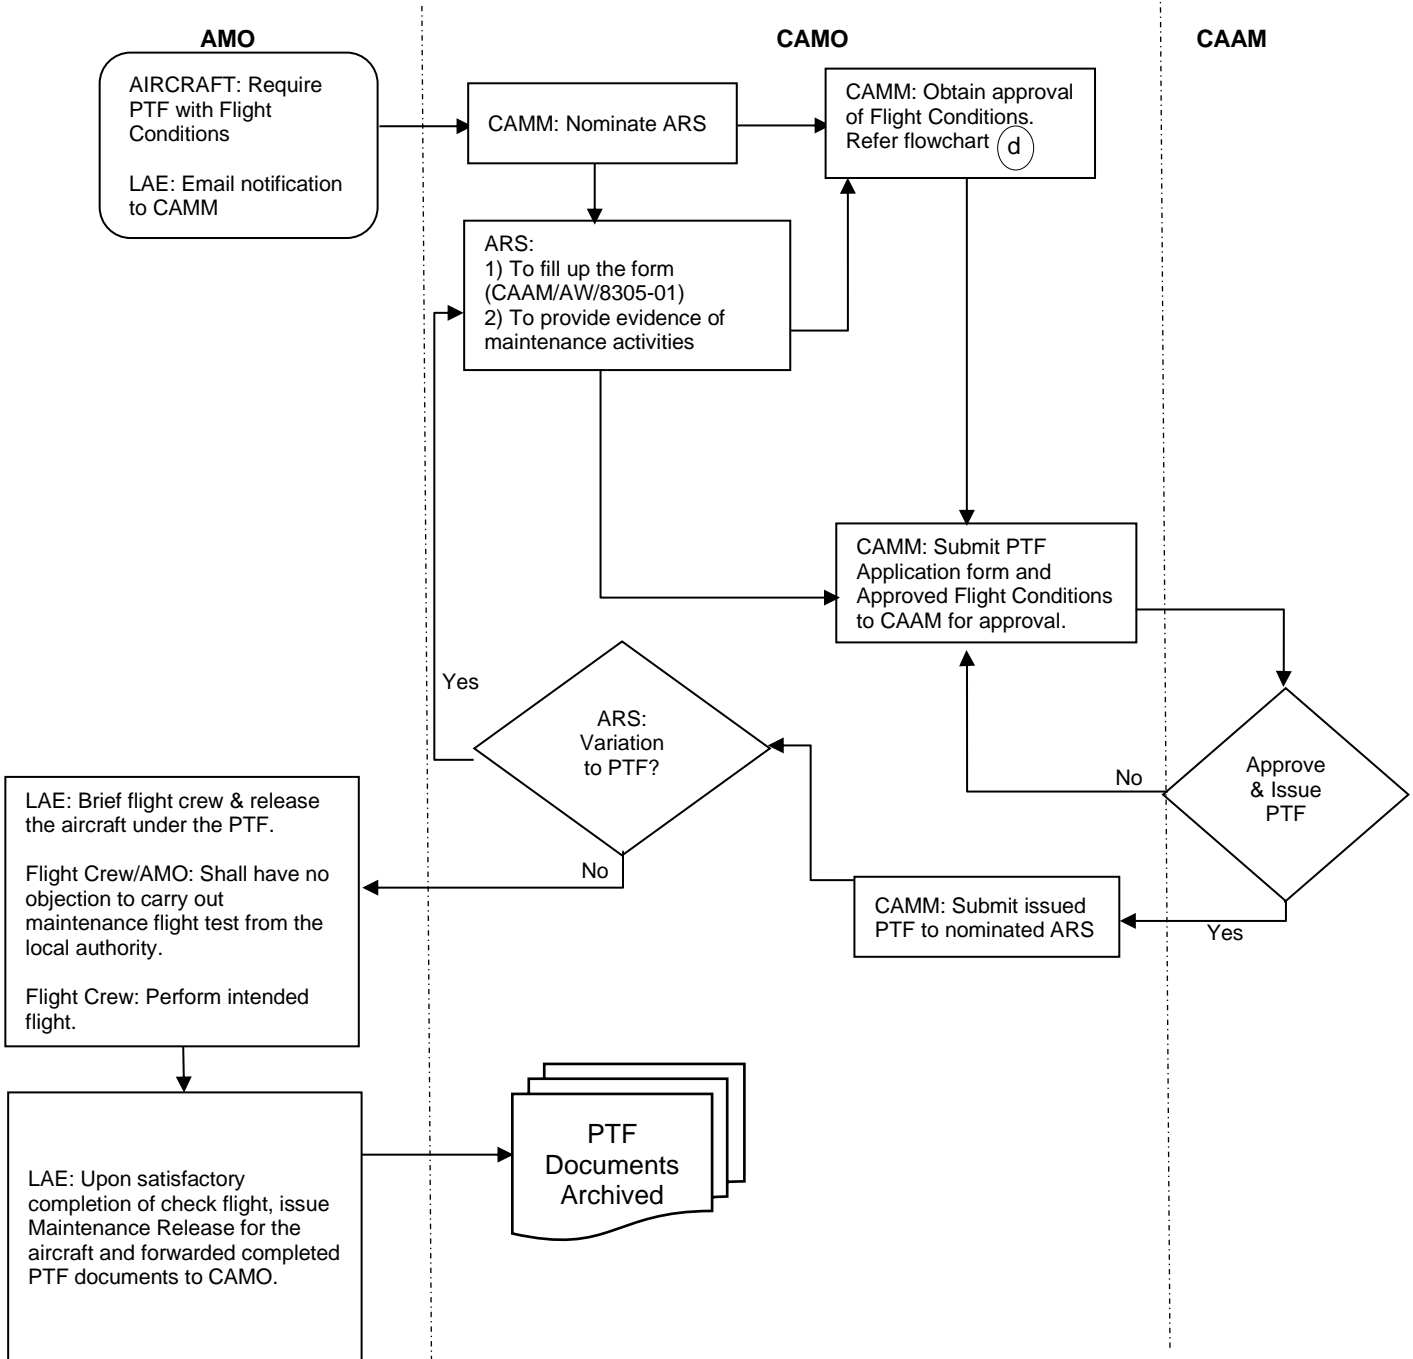 AMO
CAMO
CAAM
AIRCRAFT: Require
PTF with Flight
Conditions
LAE: Email notification
to CAMM
CAMM: Nominate ARS
CAMM: Obtain approval
of Flight Conditions.
Refer flowchart d
ARS:
1) To fill up the form
(CAAM/AW/8305-01)
2) To provide evidence of
maintenance activities
CAMM: Submit PTF
Application form and
Approved Flight Conditions
to CAAM for approval.
Yes
ARS:
Variation
to PTF?
No
Approve
& Issue
PTF
No
Yes
CAMM: Submit issued
PTF to nominated ARS
LAE: Brief flight crew & release
the aircraft under the PTF.
Flight Crew/AMO: Shall have no
objection to carry out
maintenance flight test from the
local authority.
Flight Crew: Perform intended
flight.
LAE: Upon satisfactory
completion of check flight, issue
Maintenance Release for the
aircraft and forwarded completed
PTF documents to CAMO.
PTF
Documents
Archived